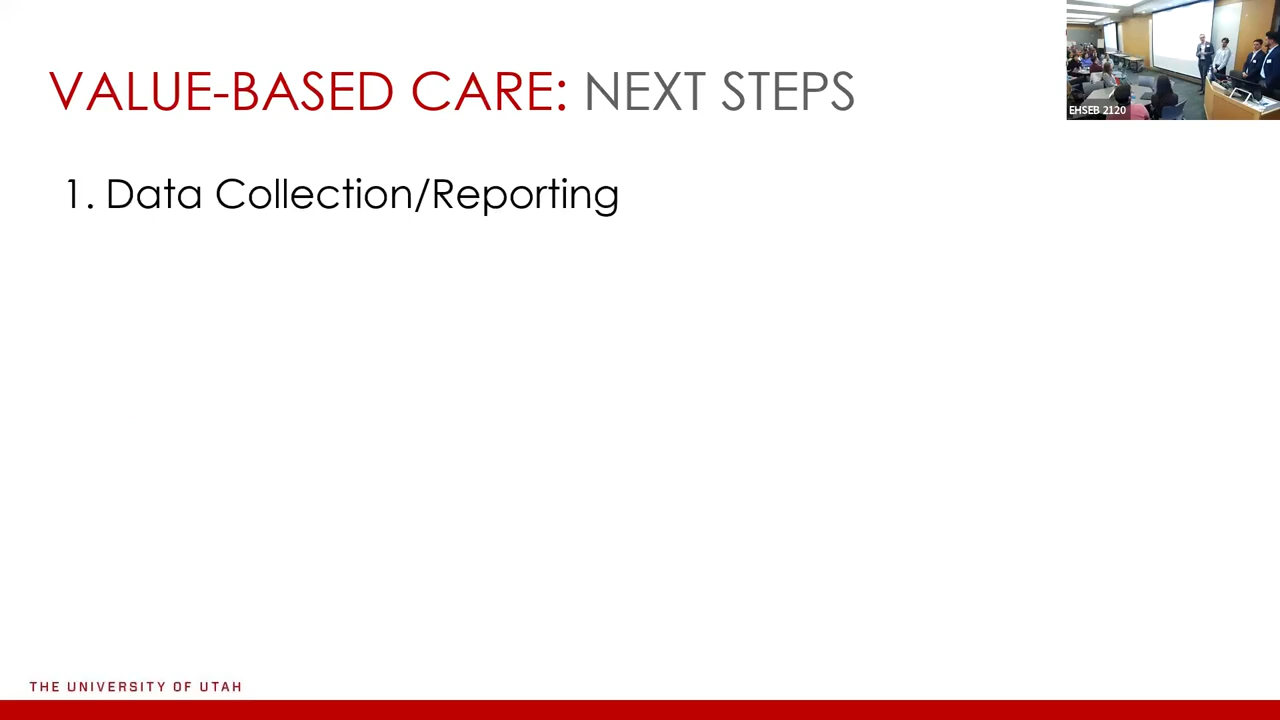 VALUE-BASED CARE: NEXT STEPS
EHSEB 2120
1. Data Collection/Reporting
THE UNIVERSITY OF UTAH